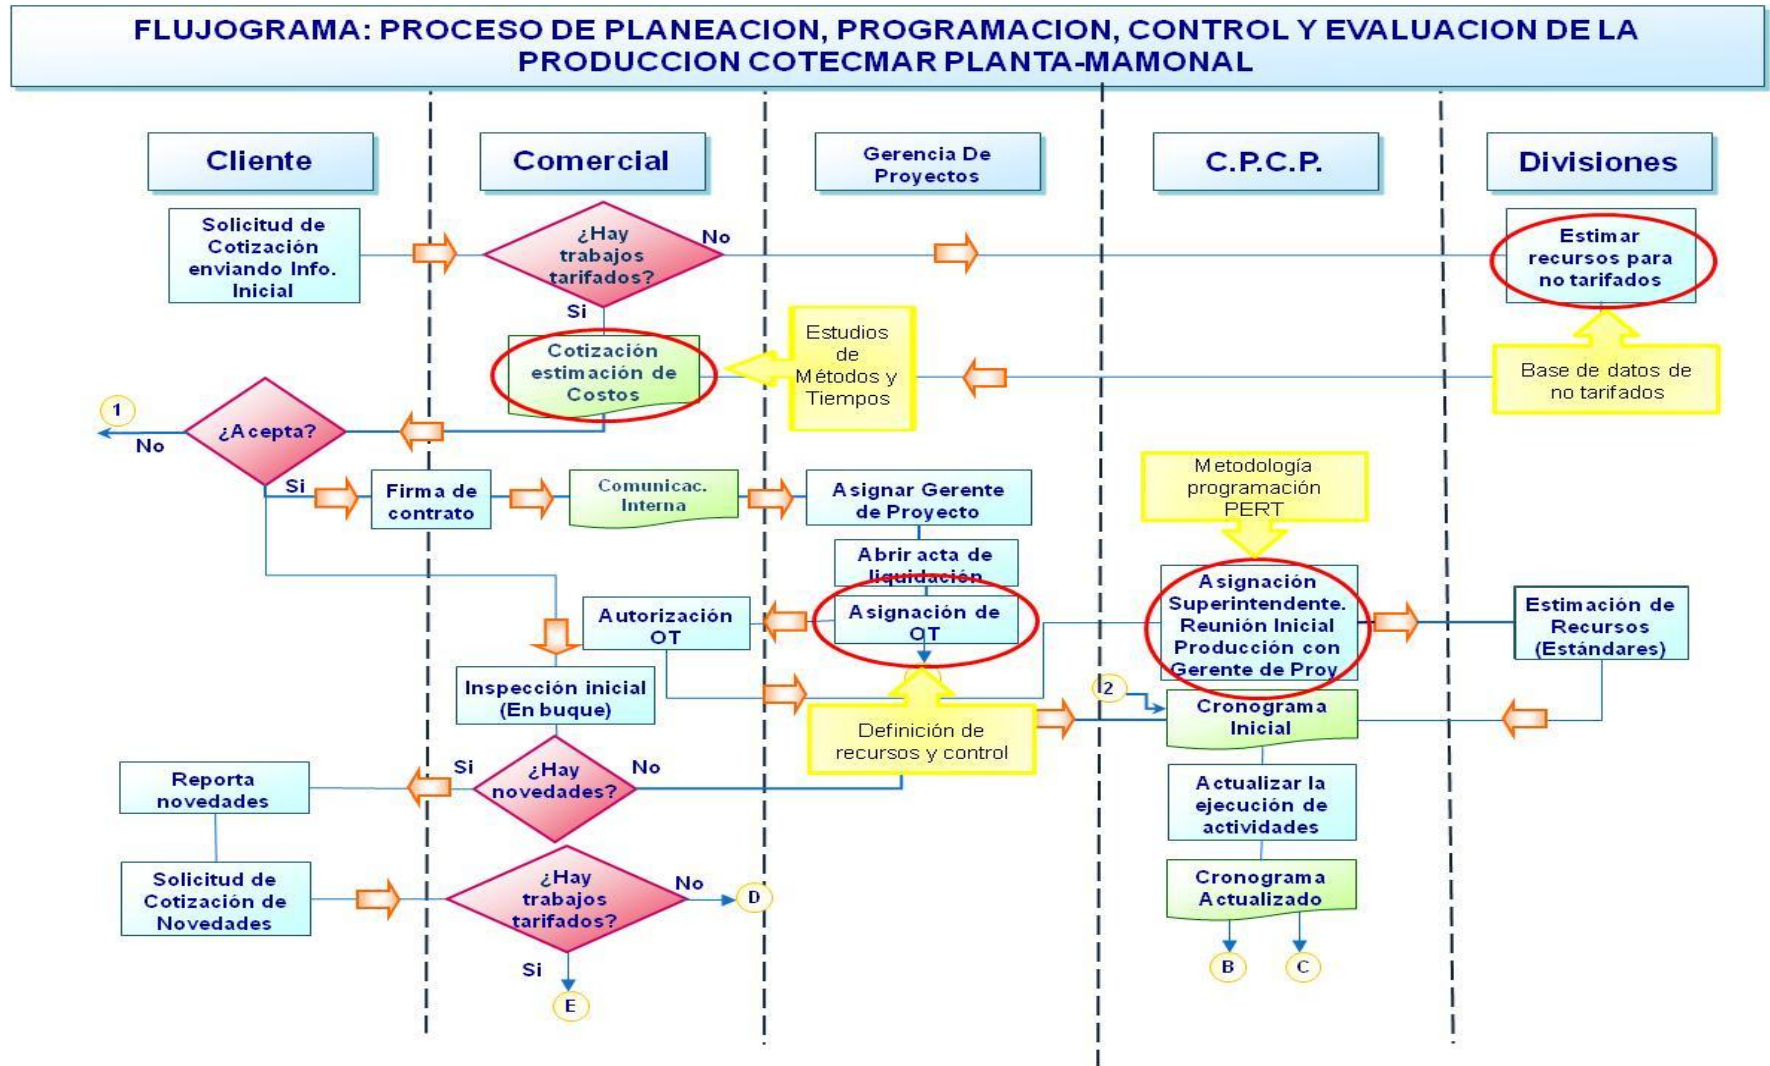 FLUJOGRAMA: PROCESO DE PLANEACION, PROGRAMACION, CONTROL Y EVALUACION DE LA
PRODUCCION COTECMAR PLANTA-MAMONAL
Cliente
Comercial
Gerencia De
Proyectos
C.P.C.P.
Divisiones
Solicitud de
Cotización
enviando Info.
Inicial
¿Hay
trabajos
tarifados?
No
Si
Estimar
recursos para
no tarifados
Cotización
estimación de
Costos
Estudios
de
Métodos y
Tiempos
Base de datos de
no tarifados
1
No
¿Acepta?
Si
Firma de
contrato
Comunicac.
Interna
Asignar Gerente
de Proyecto
Metodología
programación
PERT
Abrir acta de
liquidación
Autorización
OT
Asignación de
OT
Asignación
Superintendente.
Reunión Inicial
Producción con
Gerente de Proy
Estimación de
Recursos
(Estándares)
Inspección inicial
(En buque)
Definición de
recursos y control
2
Cronograma
Inicial
Reporta
novedades
Si
¿Hay
novedades?
No
Actualizar la
ejecución de
actividades
Solicitud de
Cotización de
Novedades
¿Hay
trabajos
tarifados?
No
D
Si
E
Cronograma
Actualizado
B
C